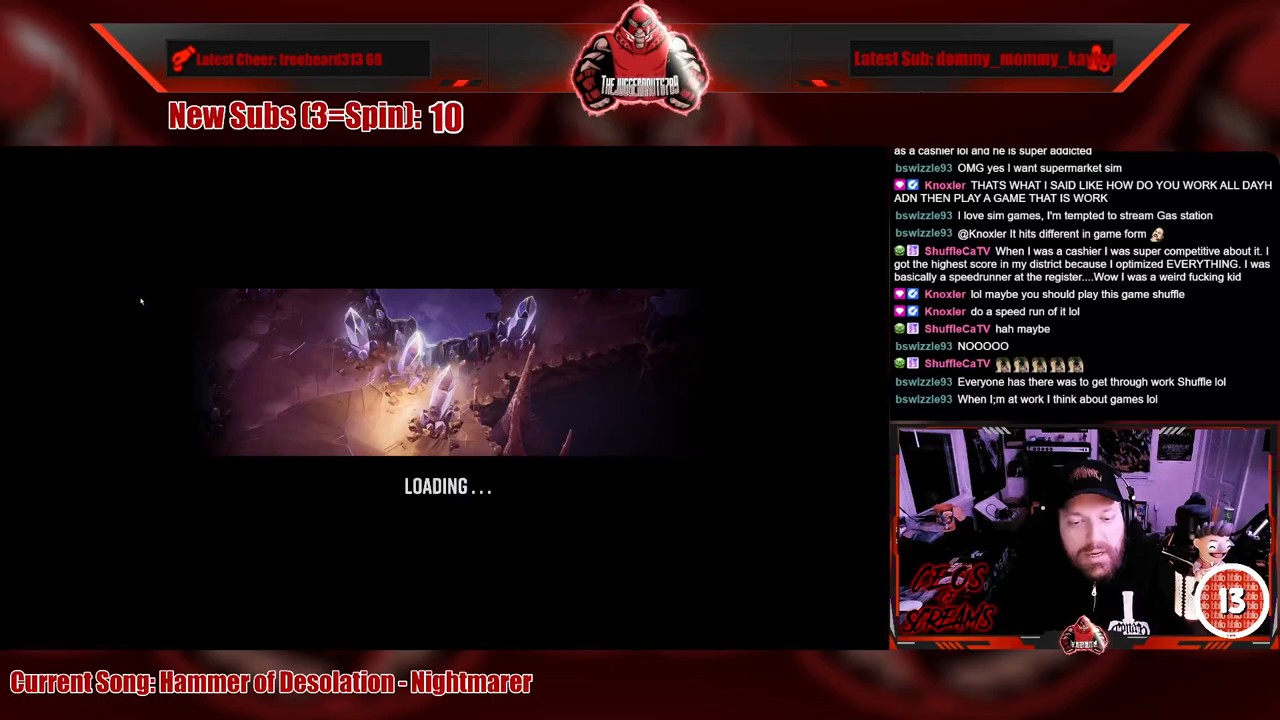 Latest Cheer: treebeard313 69
THEJUGGERNAUT6789
Latest Sub: dommy_mommy_kaylee
New Subs (3=Spin): 10
as a cashier lol and he is super addicted
bswizzle93 OMG yes I want supermarket sim
Knoxler THATS WHAT I SAID LIKE HOW DO YOU WORK ALL DAYH
ADN THEN PLAY A GAME THAT IS WORK
bswizzle93 I love sim games, I'm tempted to stream Gas station
bswizzle93 @Knoxler It hits different in game form
ShuffleCaTV When I was a cashier I was super competitive about it. I
got the highest score in my district because I optimized EVERYTHING. I was
basically a speedrunner at the register....Wow I was a weird fucking kid
Knoxler lol maybe you should play this game shuffle
Knoxler do a speed run of it lol
ShuffleCaTV hah maybe
bswizzle93 NOOOOO
ShuffleCaTV
bswizzle93 Everyone has there was to get through work Shuffle lol
bswizzle93 When I;m at work I think about games lol
LOADING...
GEGS
OF
SCREAMS
13
Current Song: Hammer of Desolation - Nightmarer